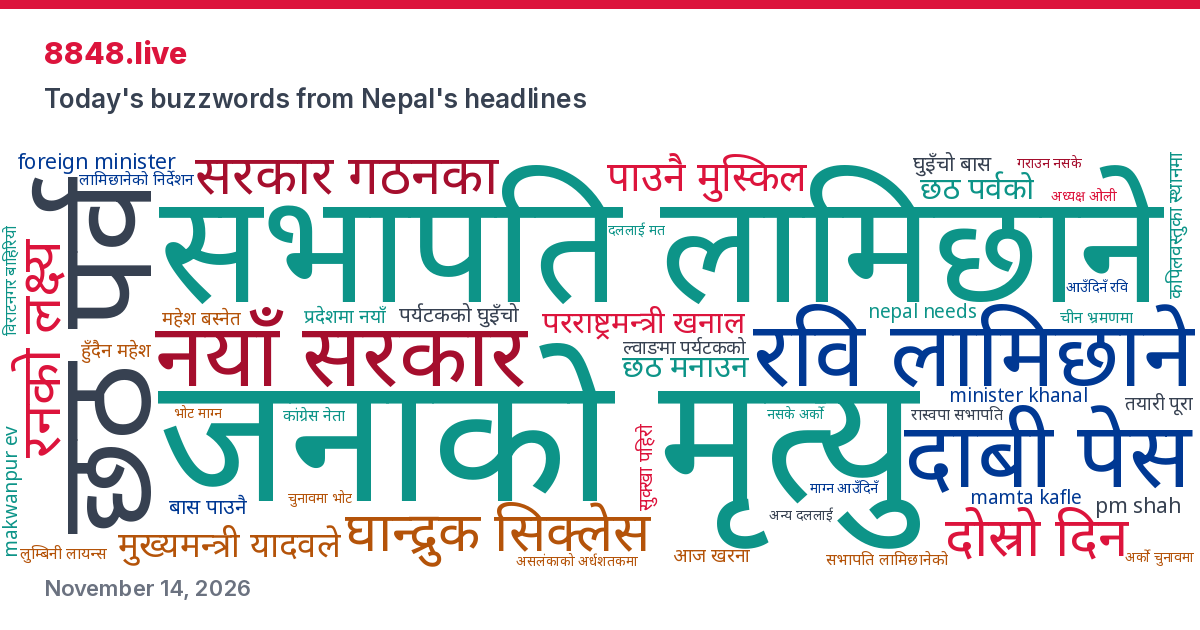 8848.live
Today's buzzwords from Nepal's headlines
foreign minister
लामिछानेको निर्देशन
सरकार गठनका
पाउनै मुस्किल
घुइँचो बास
गराउन नसके
छठ पर्वको
अध्यक्ष ओली
कपिलवस्तुका स्थानमा
सभापति लामिछाने
दललाई मत
आउँदिनँ रवि
विराटनगर बाहिरियो
रनको लक्ष्य
छठ पर्व
महेश बस्नेत
प्रदेशमा नयाँ
पर्यटकको घुइँचो
परराष्ट्रमन्त्री खनाल
nepal needs
चीन भ्रमणमा
हुँदैन महेश
नयाँ सरकार
ल्वाङमा पर्यटकको
छठ मनाउन
रवि लामिछाने
minister khanal
तयारी पूरा
भोट माग्न
कांग्रेस नेता
जनाको मृत्यु
नसके अर्को
रास्वपा सभापति
दाबी पेस
सुक्खा पहिरो
makwanpur ev
बास पाउनै
चुनावमा भोट
माग्न आउँदिनँ
mamta kafle
pm shah
अन्य दललाई
लुम्बिनी लायन्स
मुख्यमन्त्री यादवले
घान्द्रुक सिक्लेस
असलंकाको अर्धशतकमा
आज खरना
सभापति लामिछानेको
दोस्रो दिन
अर्को चुनावमा
November 14, 2026